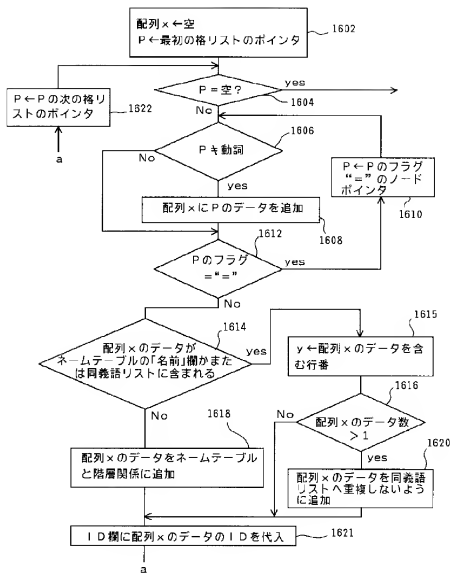 配列x←空
P←最初の格リストのポインタ
1602
P=空?
yes
1604
No
P←Pの次の格リ
ストのポインタ
1622
a
1606
P≠動詞
No
yes
P←Pのフラグ
“=”のノード
ポインタ
1610
配列xにPのデータを追加
1608
1612
Pのフラグ
=“=”
yes
No
1614
配列xのデータが
ネームテーブルの「名前」欄かまた
は同義語リストに含まれる
yes
No
1615
y←配列xのデータを含
む行番
1616
配列xのデータ数
>1
No
yes
1618
配列xのデータをネームテーブル
と階層関係に追加
1620
配列xのデータを同義語
リストへ重複しないよう
に追加
ID欄に配列xのデータのIDを代入
1621
a